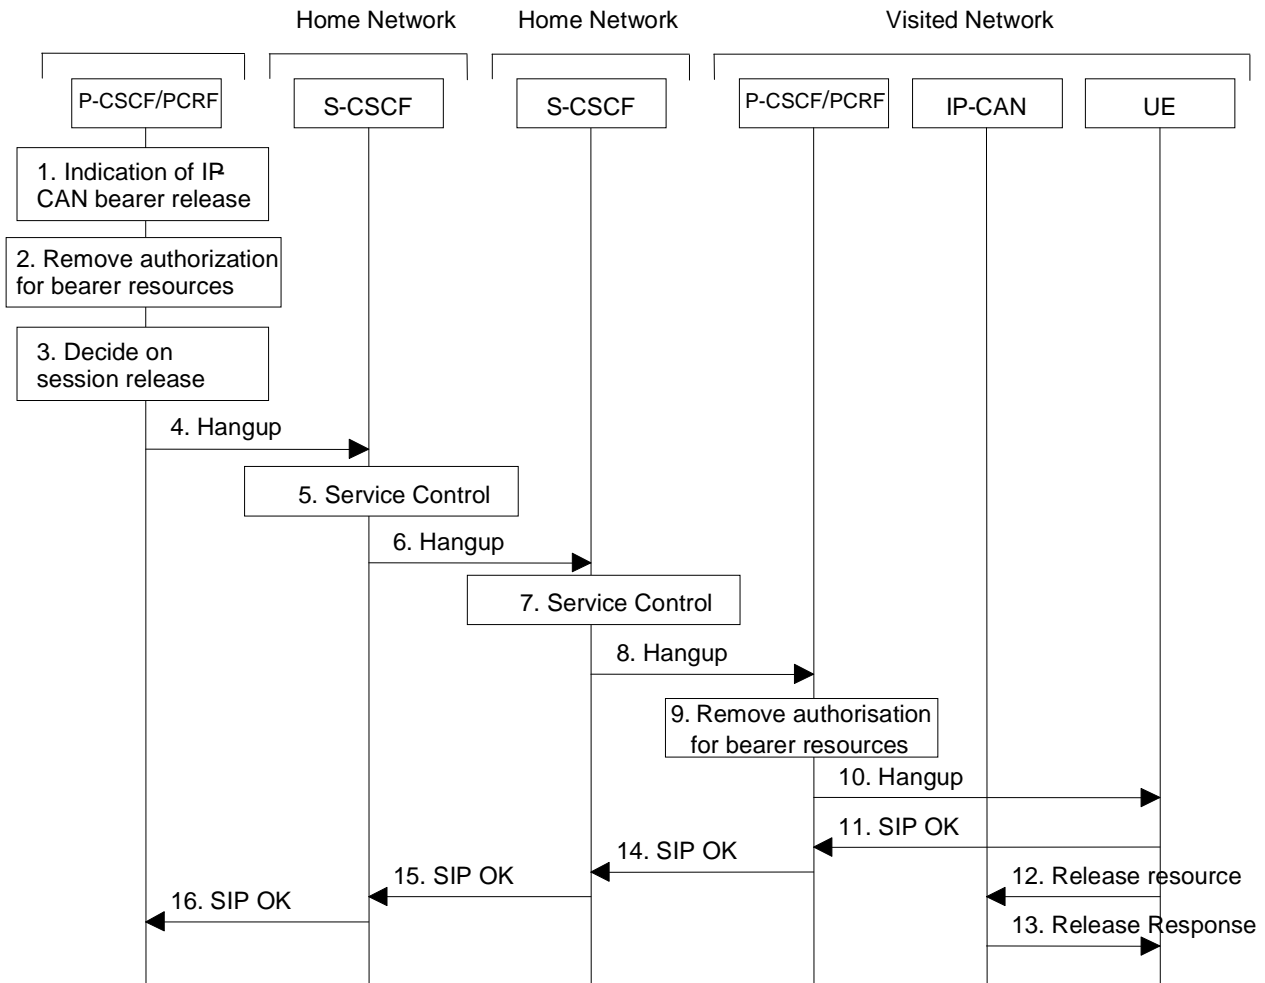 Home Network
Home Network
Visited Network
P-CSCF/PCRF
S-CSCF
S-CSCF
P-CSCF/PCRF
IP-CAN
UE
1. Indication of IP-
CAN bearer release
2. Remove authorization
for bearer resources
3. Decide on
session release
4. Hangup
5. Service Control
6. Hangup
7. Service Control
8. Hangup
9. Remove authorisation
for bearer resources
10. Hangup
11. SIP OK
14. SIP OK
15. SIP OK
12. Release resource
16. SIP OK
13. Release Response